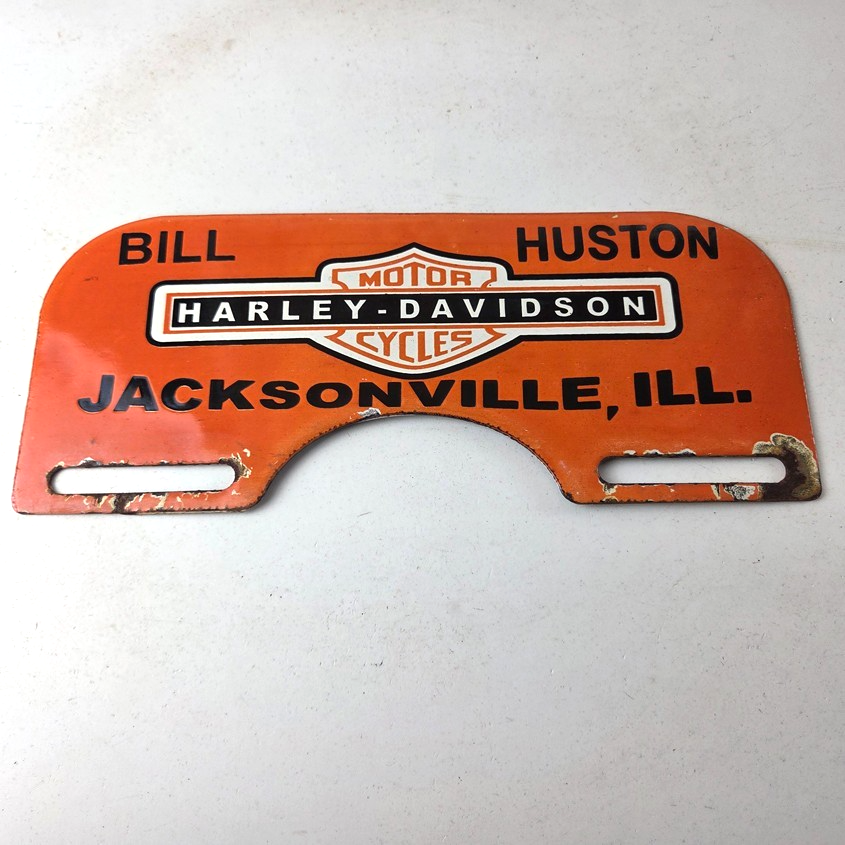 BILL HUSTON
MOTOR
HARLEY-DAVIDSON
CYCLES
JACKSONVILLE, ILL.